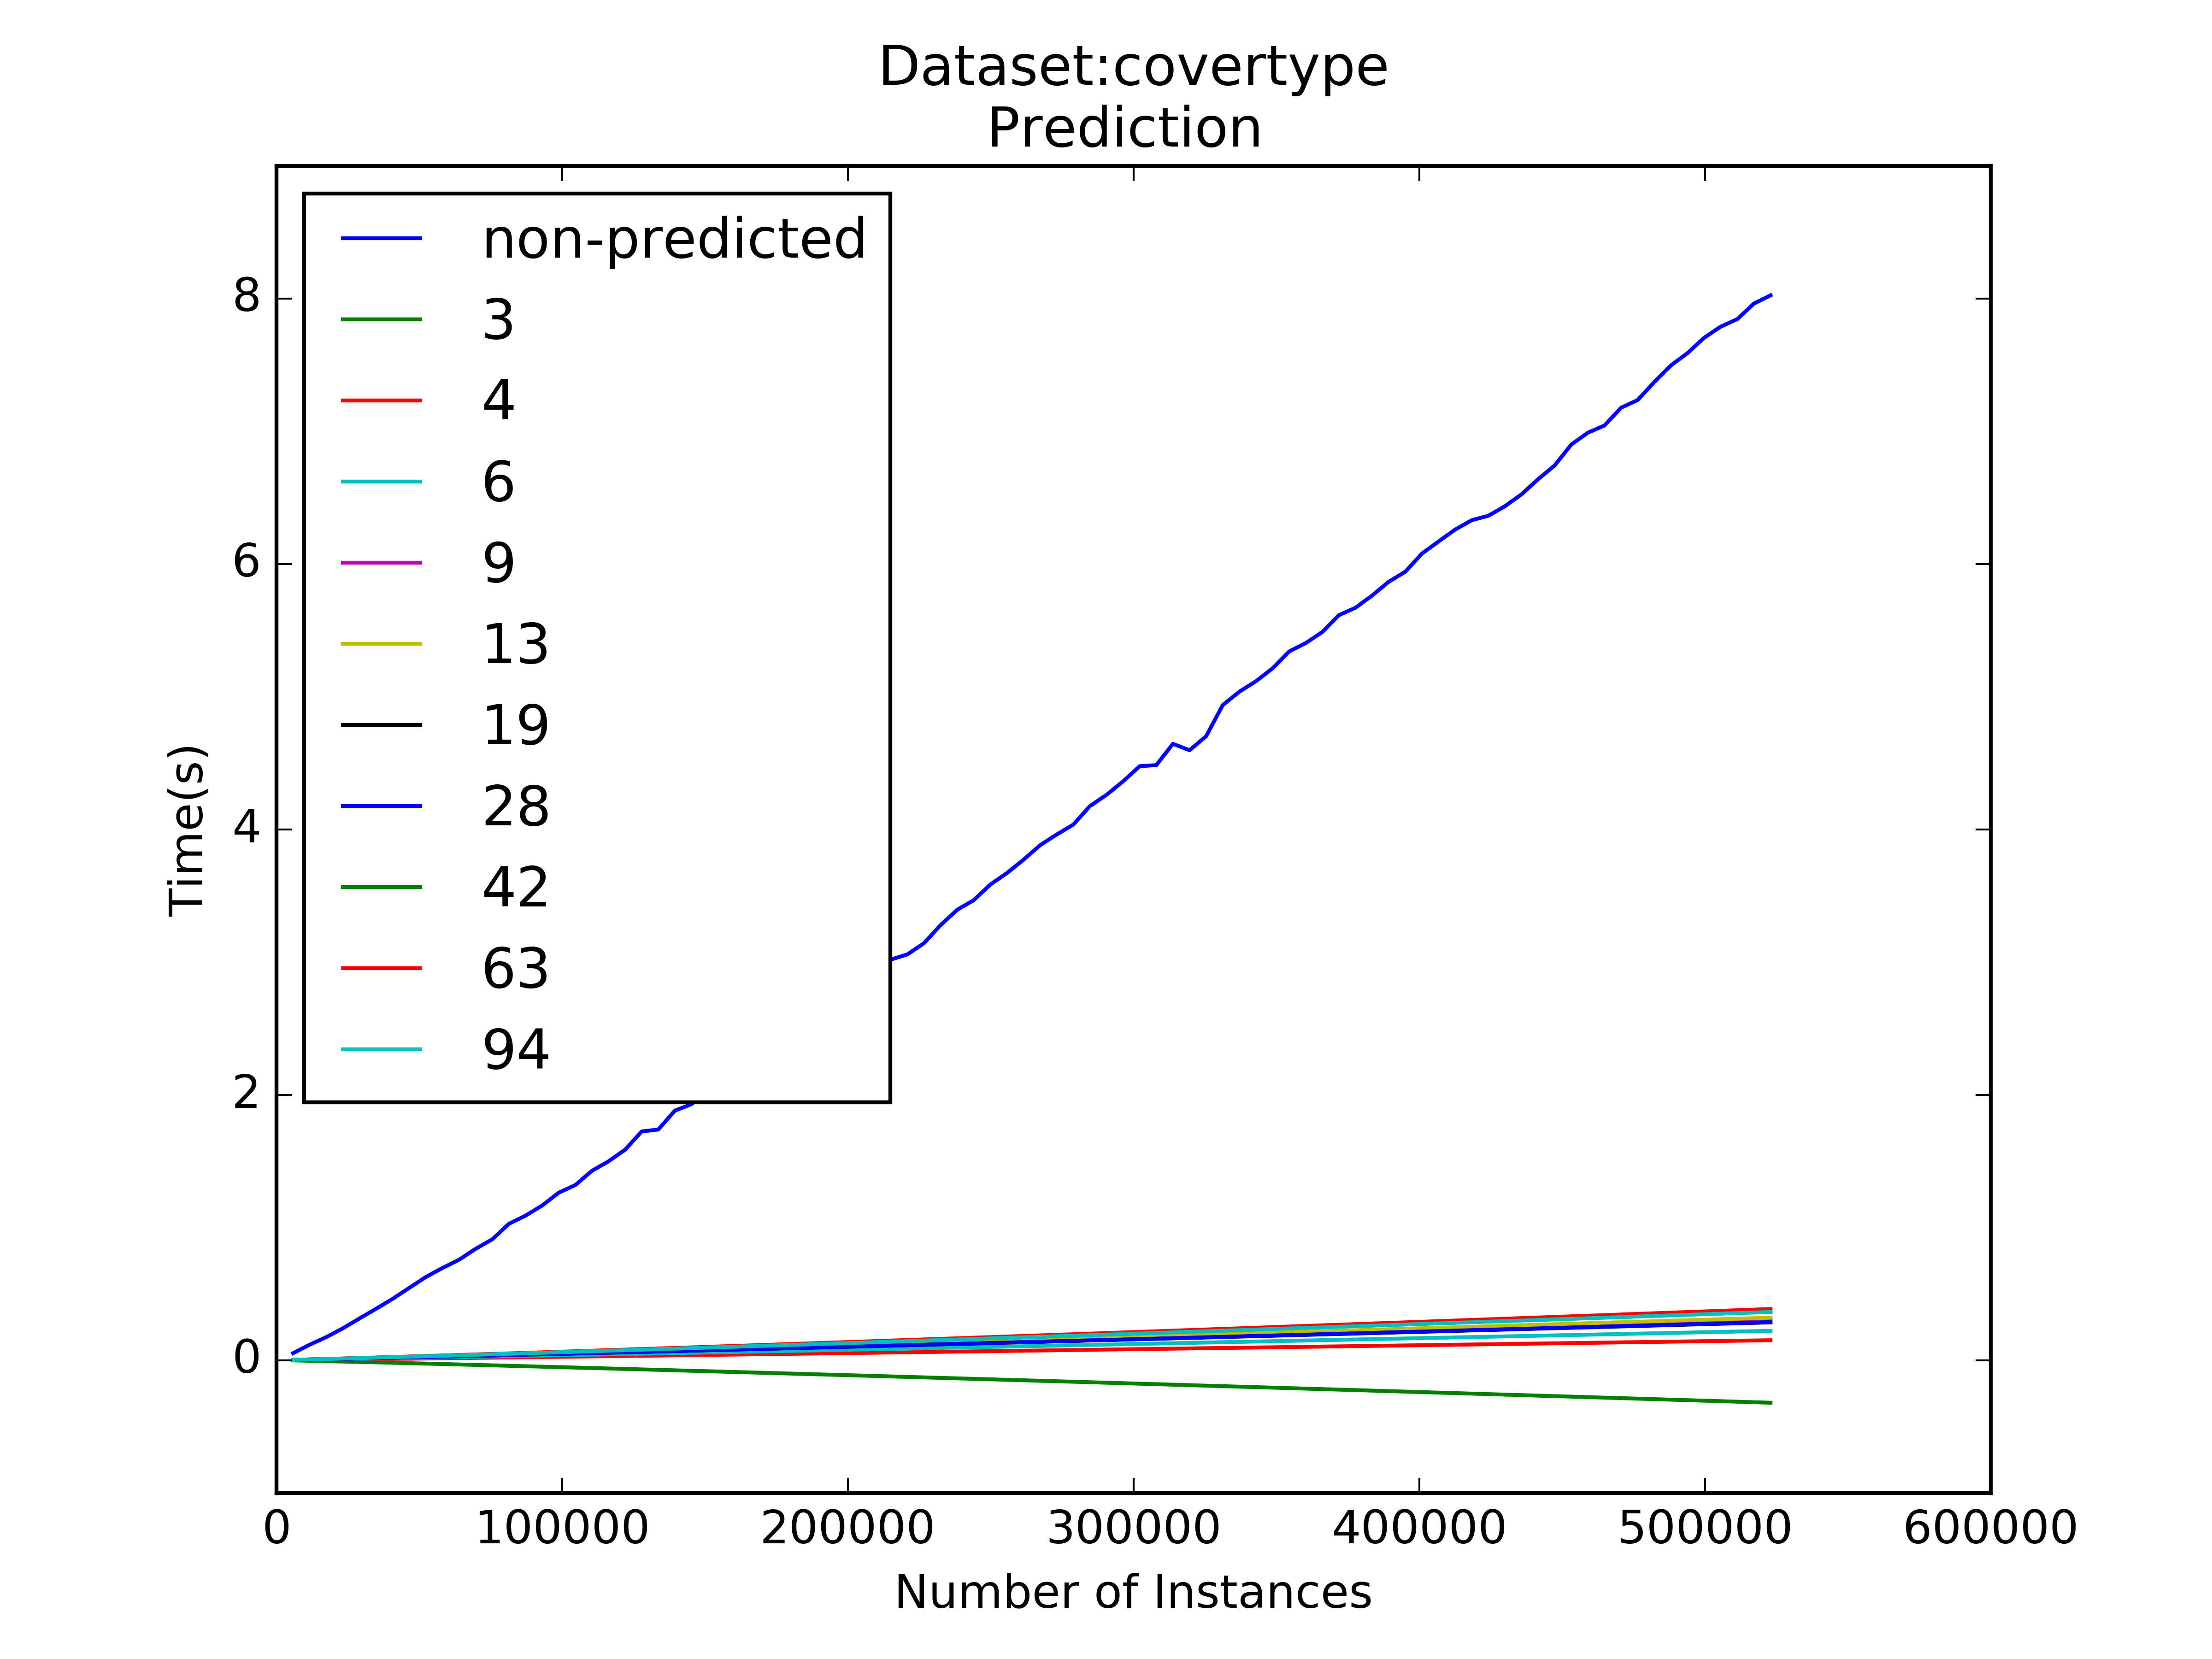 Dataset:covertype
Prediction
non-predicted
3
4
6
9
13
19
28
42
63
94
8
6
4
2
0
Time(s)
0 100000 200000 300000 400000 500000 600000
Number of Instances